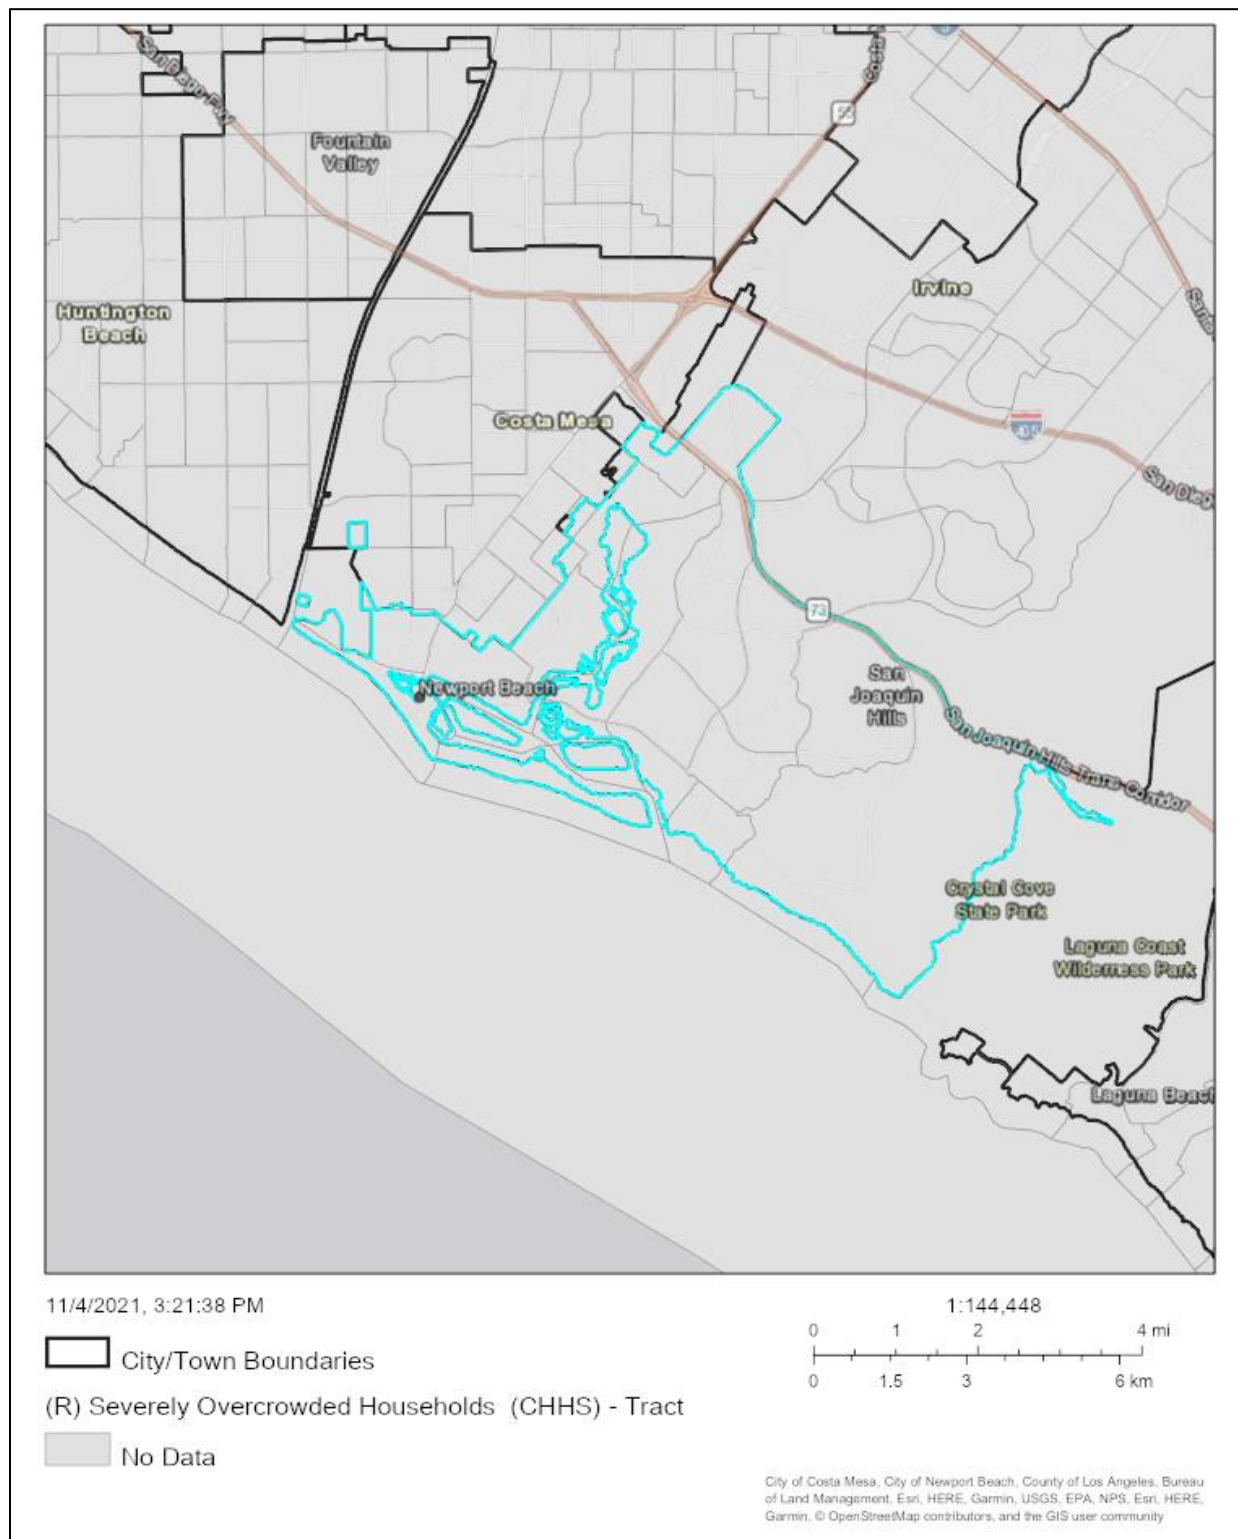 San Diego Fwy
Costa
55
5
Fountain
Valley
Irvine
Huntington
Beach
Santa
Costa Mesa
405
San Diego
73
San
Joaquin
Hills
Newport Beach
San Joaquin Hills Trans Corridor
Crystal Cove
State Park
Laguna Coast
Wilderness Park
Laguna Beach
11/4/2021, 3:21:38 PM
1:144,448
0 1 2 4 mi
0 1.5 3 6 km
City/Town Boundaries
(R) Severely Overcrowded Households (CHHS) - Tract
No Data
City of Costa Mesa, City of Newport Beach, County of Los Angeles, Bureau
of Land Management, Esri, HERE, Garmin, USGS, EPA, NPS, Esri, HERE,
Garmin, © OpenStreetMap contributors, and the GIS user community